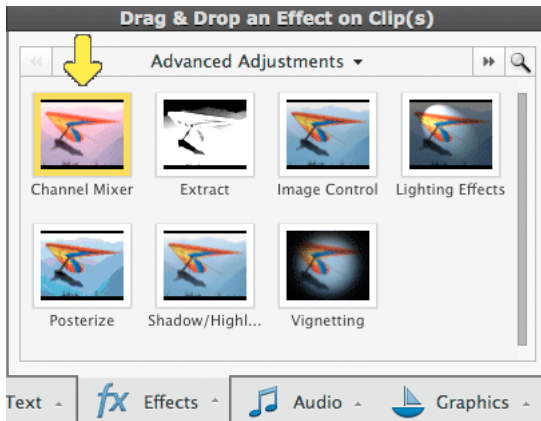 Drag & Drop an Effect on Clip(s)
Advanced Adjustments
Channel Mixer Extract Image Control Lighting Effects
Posterize Shadow/Highl... Vignetting
Text fx Effects Audio Graphics